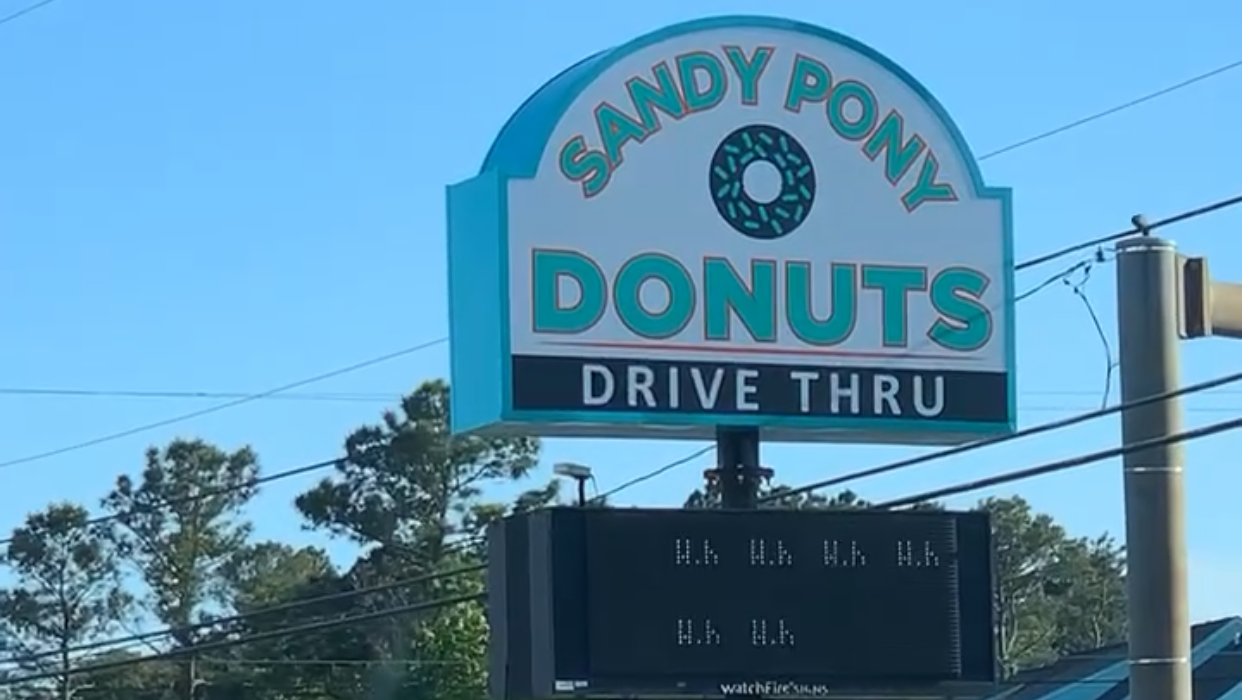 SANDY PONY
DONUTS
DRIVE THRU
W.h W.h W.h W.h
W.h W.h
watchFire SIGNS